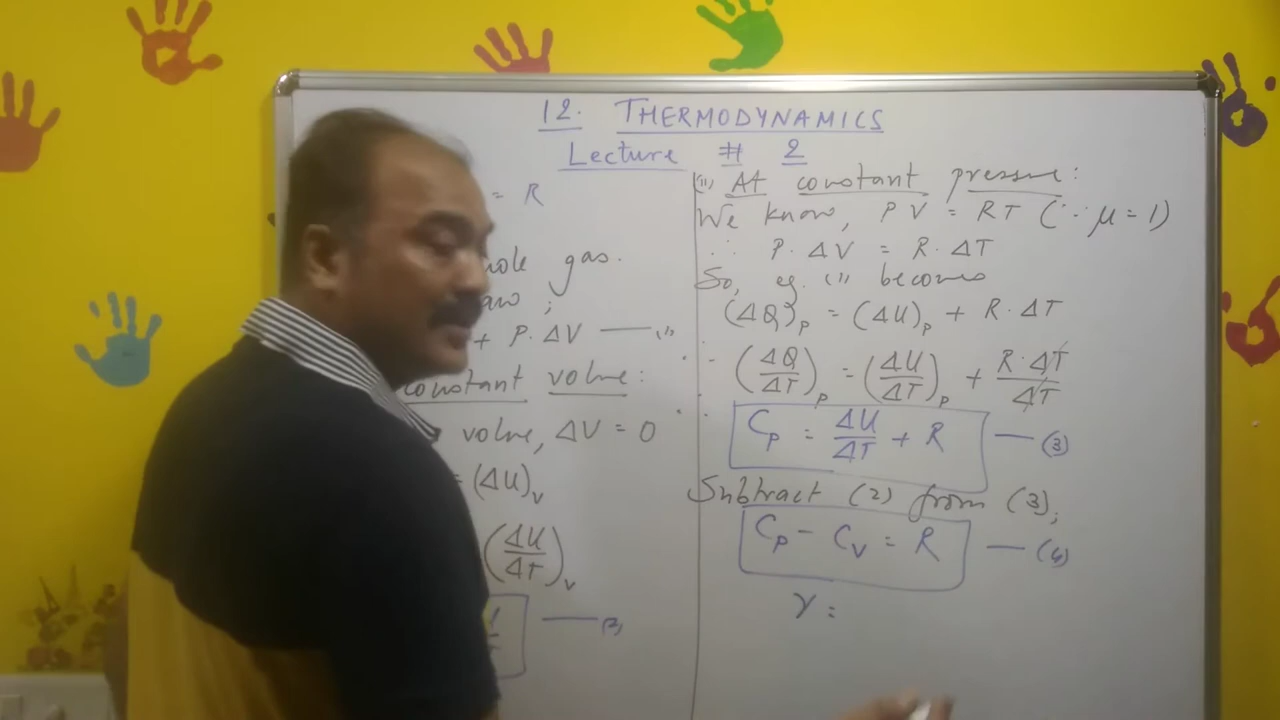 12. THERMODYNAMICS
Lecture # 2
= R
mole gas.
+ P·ΔV —— (1)
constant volume:
volume, ΔV = 0
= (ΔU)v
(ΔU/ΔT)v
—— (2)
(ii) At constant pressure:
We know, PV = RT (∵ μ = 1)
∴ P·ΔV = R·ΔT
So, eq. (1) becomes
(ΔQ)p = (ΔU)p + R·ΔT
∴ (ΔQ/ΔT)p = (ΔU/ΔT)p + R·ΔT/ΔT
∴ Cp = ΔU/ΔT + R —— (3)
Subtract (2) from (3),
Cp - Cv = R —— (4)
γ =